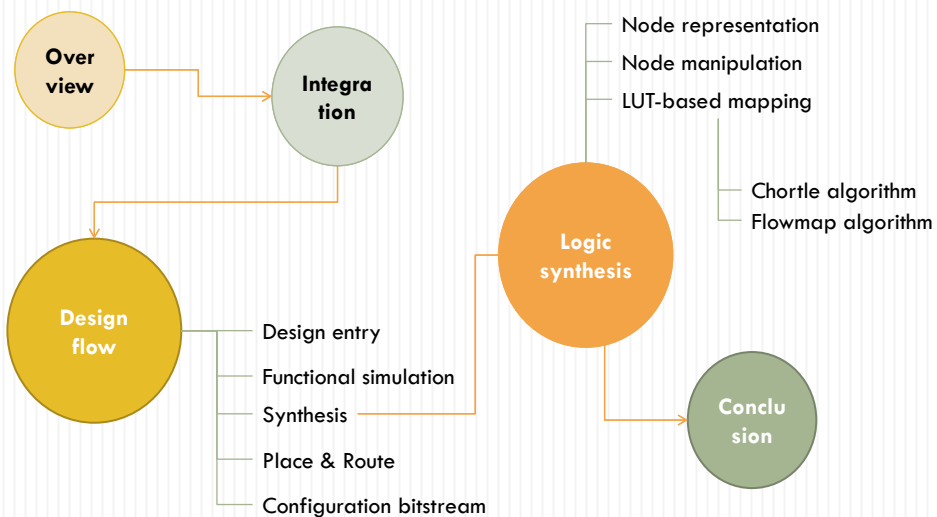 Over
view
Integra
tion
Design
flow
Design entry
Functional simulation
Synthesis
Place & Route
Configuration bitstream
Logic
synthesis
Node representation
Node manipulation
LUT-based mapping
Chortle algorithm
Flowmap algorithm
Conclu
sion